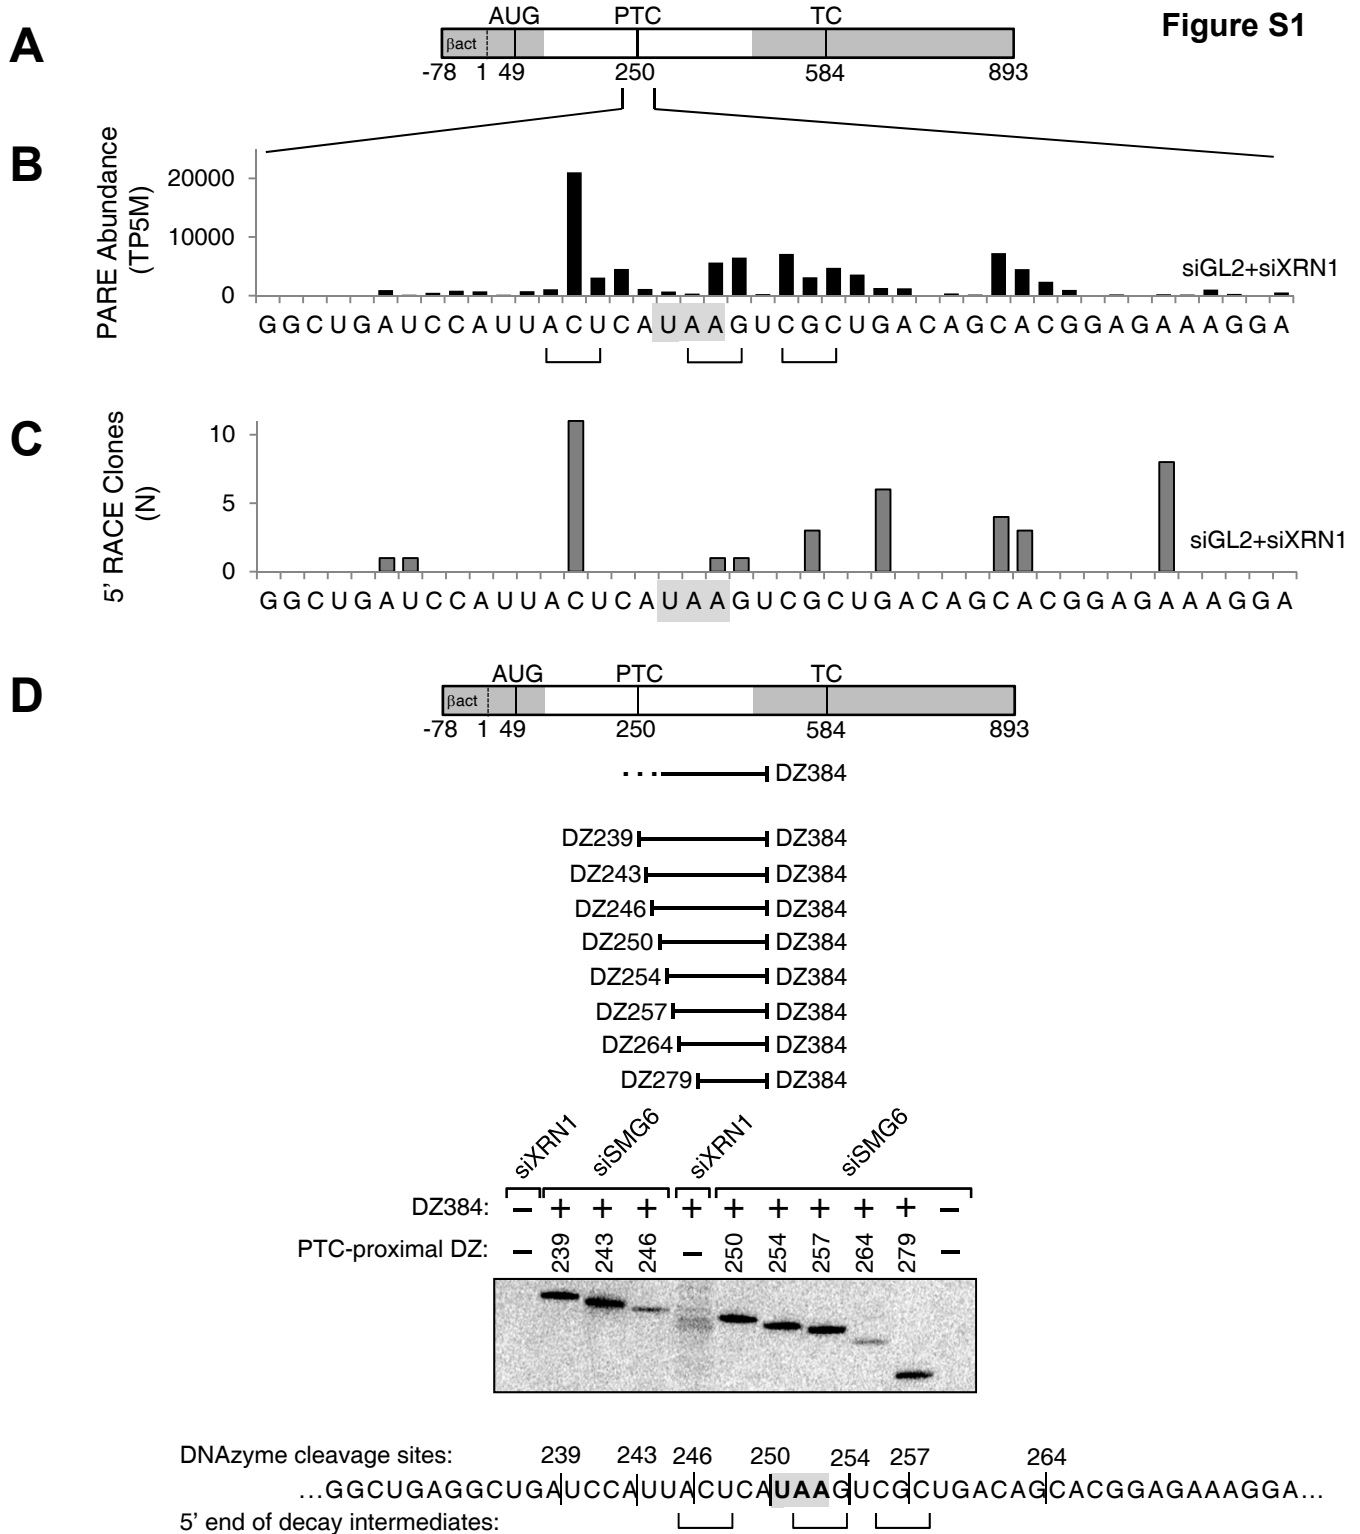 Figure S1
A
AUG PTC TC
βact
-78 1 49 250 584 893
B
PARE Abundance
(TP5M)
20000
10000
0
siGL2+siXRN1
G G C U G A U C C A U U A C U C A U A A G U C G C U G A C A G C A C G G A G A A A G G A
C
5' RACE Clones
(N)
10
5
0
siGL2+siXRN1
G G C U G A U C C A U U A C U C A U A A G U C G C U G A C A G C A C G G A G A A A G G A
D
AUG PTC TC
βact
-78 1 49 250 584 893
DZ384
DZ239 DZ384
DZ243 DZ384
DZ246 DZ384
DZ250 DZ384
DZ254 DZ384
DZ257 DZ384
DZ264 DZ384
DZ279 DZ384
siXRN1 siSMG6 siXRN1 siSMG6
DZ384: – + + + + + + + + + –
PTC-proximal DZ: – 239 243 246 – 250 254 257 264 279 –
DNAzyme cleavage sites: 239 243 246 250 254 257 264
...GGCUGAGGCUGAUCCAUUACUCAUAAGUCGCUGACAGCACGGAGAAAGGA...
5' end of decay intermediates: